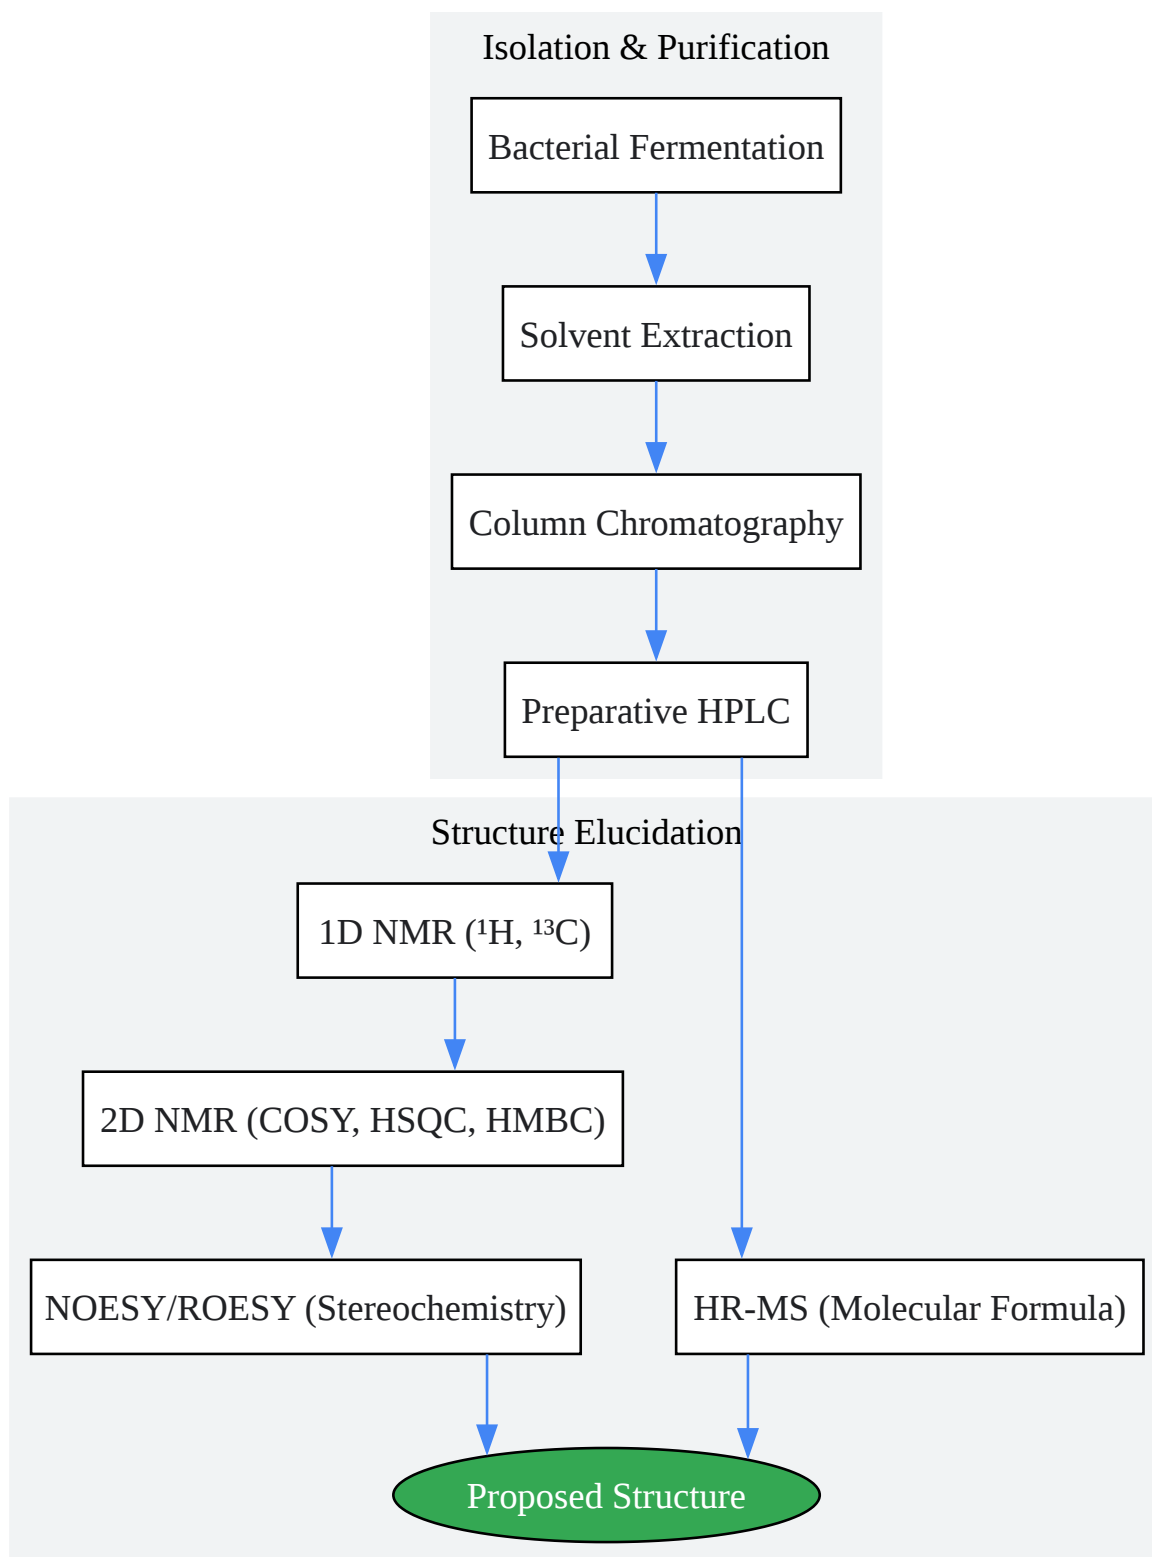 Isolation & Purification
Bacterial Fermentation
Solvent Extraction
Column Chromatography
Preparative HPLC
Structure Elucidation
1D NMR (¹H, ¹³C)
2D NMR (COSY, HSQC, HMBC)
NOESY/ROESY (Stereochemistry)
HR-MS (Molecular Formula)
Proposed Structure